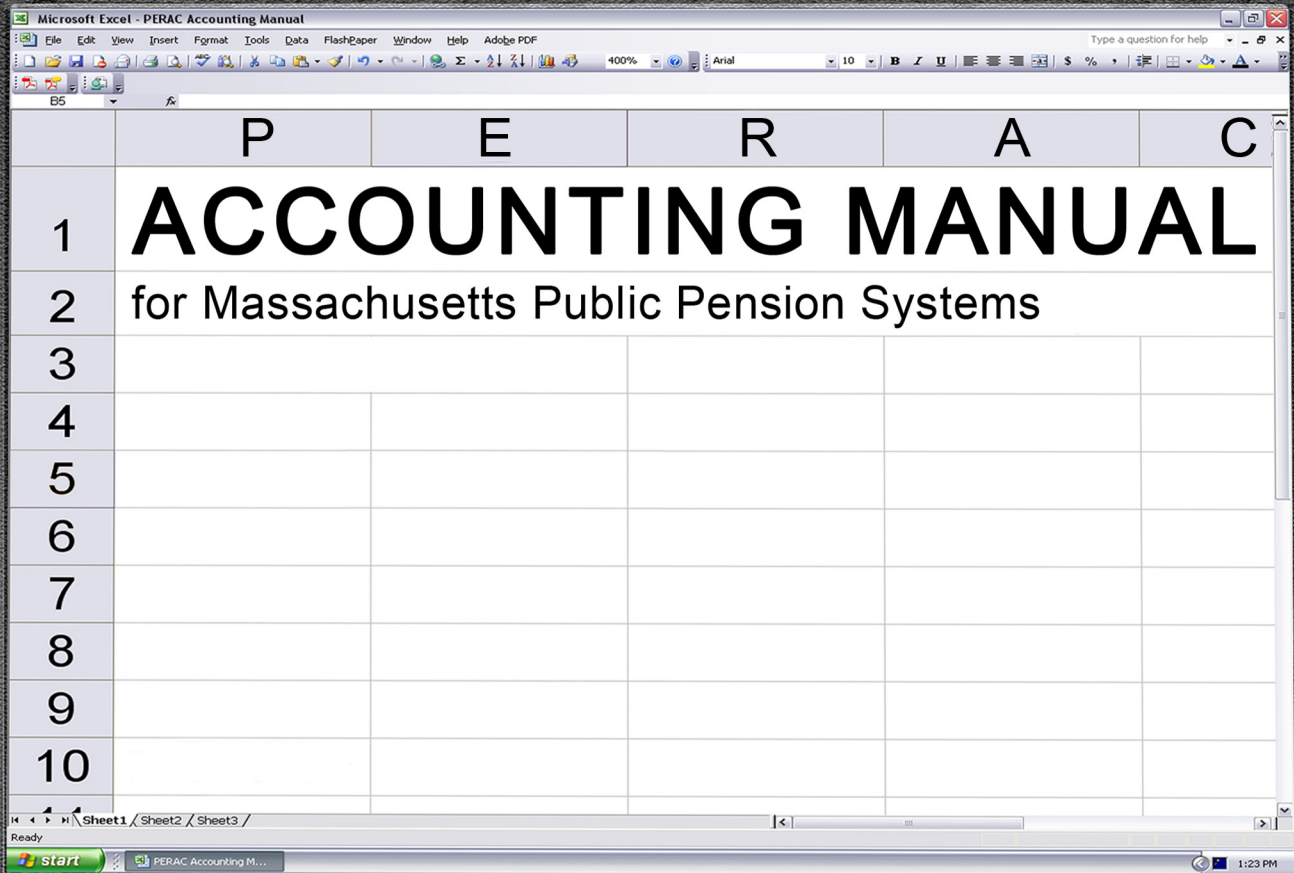 Microsoft Excel - PERAC Accounting Manual
File Edit View Insert Format Tools Data FlashPaper Window Help Adobe PDF Type a question for help
400% Arial 10 B I U $ % ,
B5 fx
P E R A C
1 ACCOUNTING MANUAL
2 for Massachusetts Public Pension Systems
3
4
5
6
7
8
9
10
Sheet1 Sheet2 Sheet3
Ready
start PERAC Accounting M... 1:23 PM